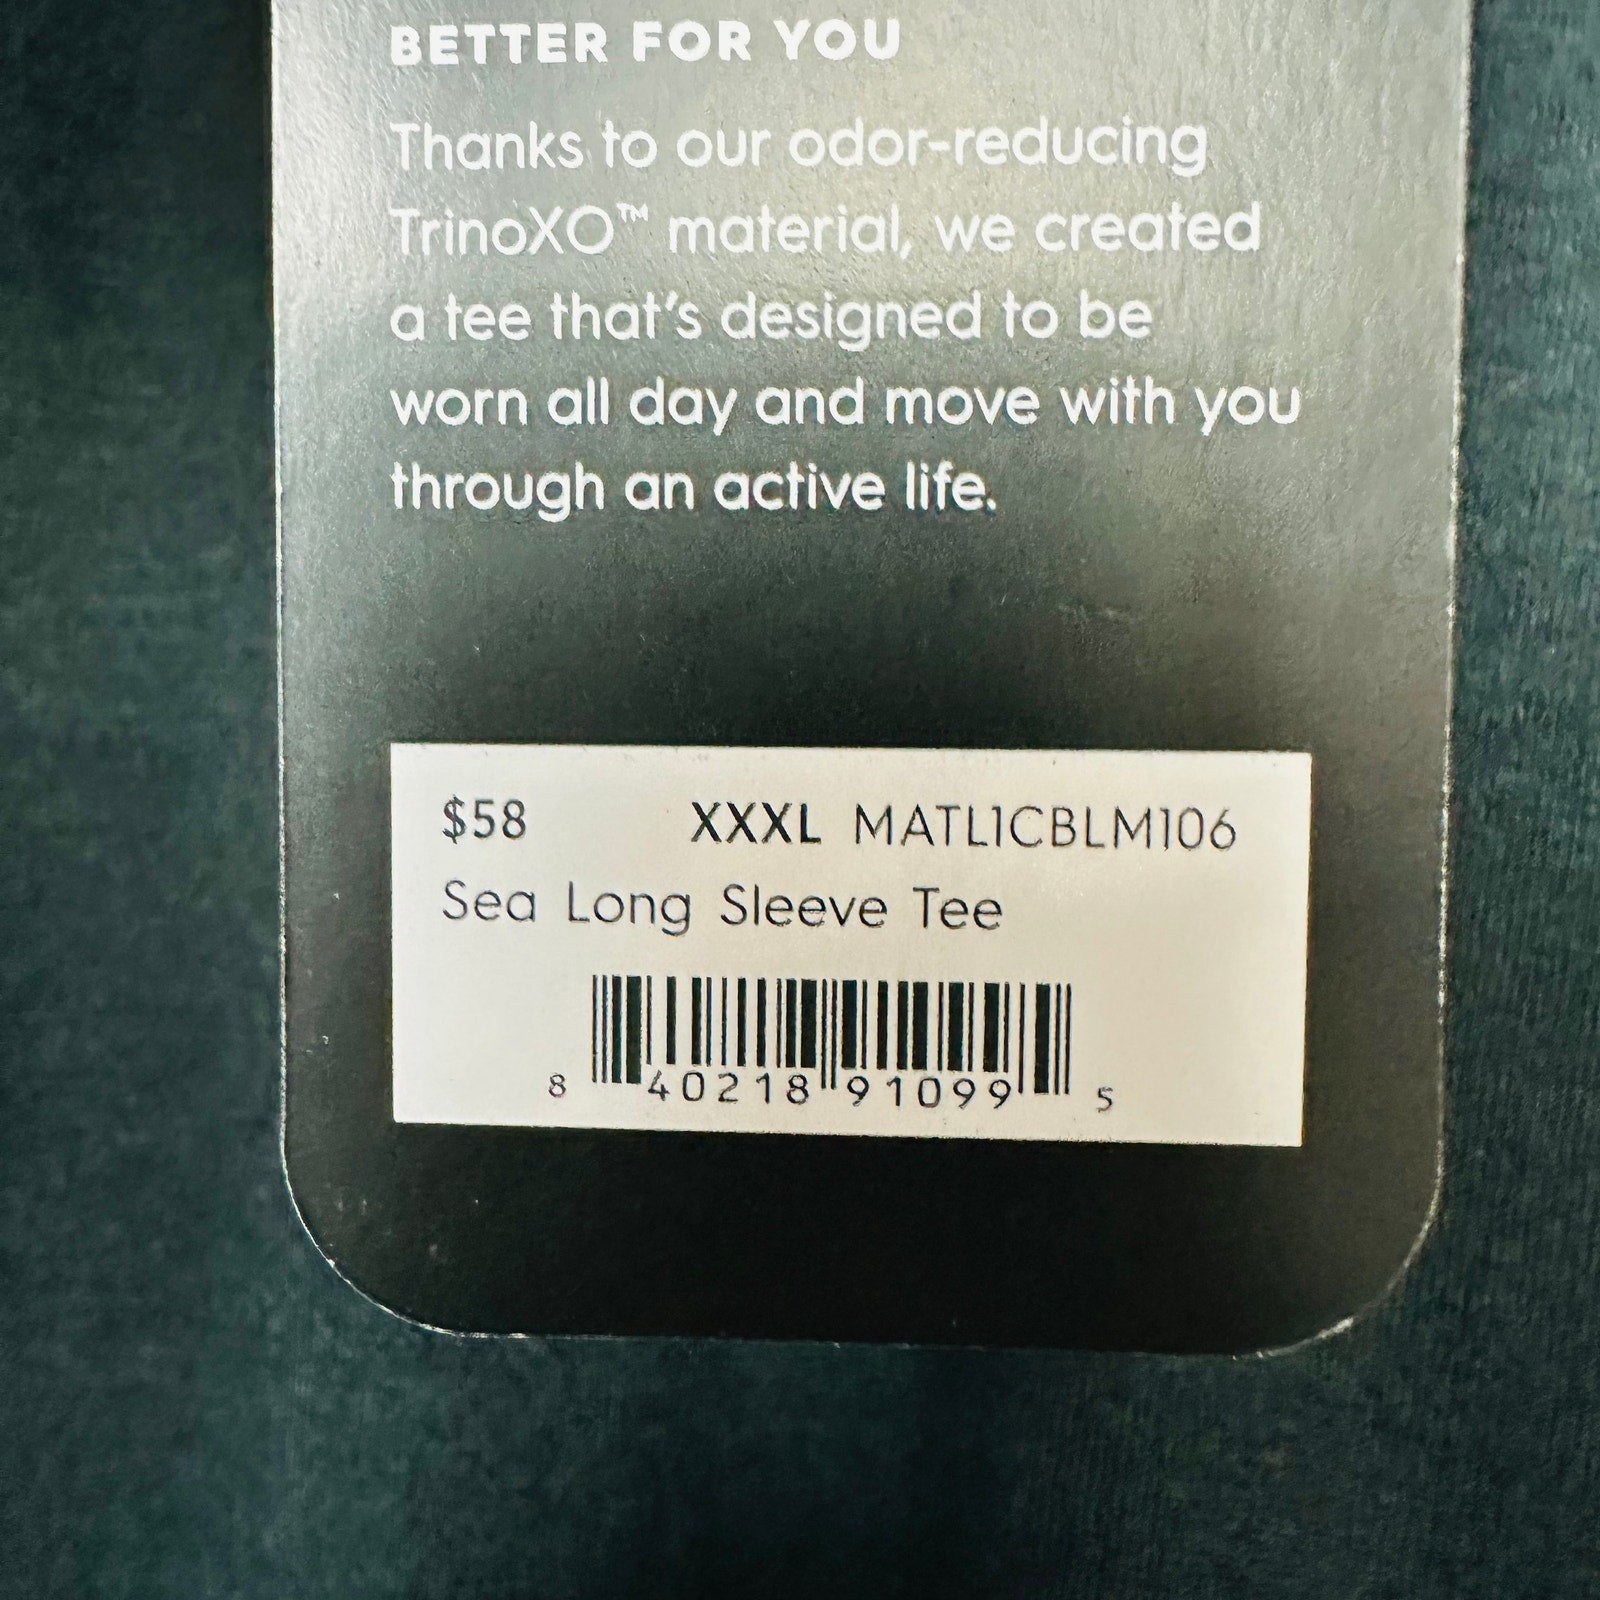 BETTER FOR YOU
Thanks to our odor-reducing
TrinoXO™ material, we created
a tee that's designed to be
worn all day and move with you
through an active life.
$58 XXXL MATL1CBLM106
Sea Long Sleeve Tee
8 40218 91099 5